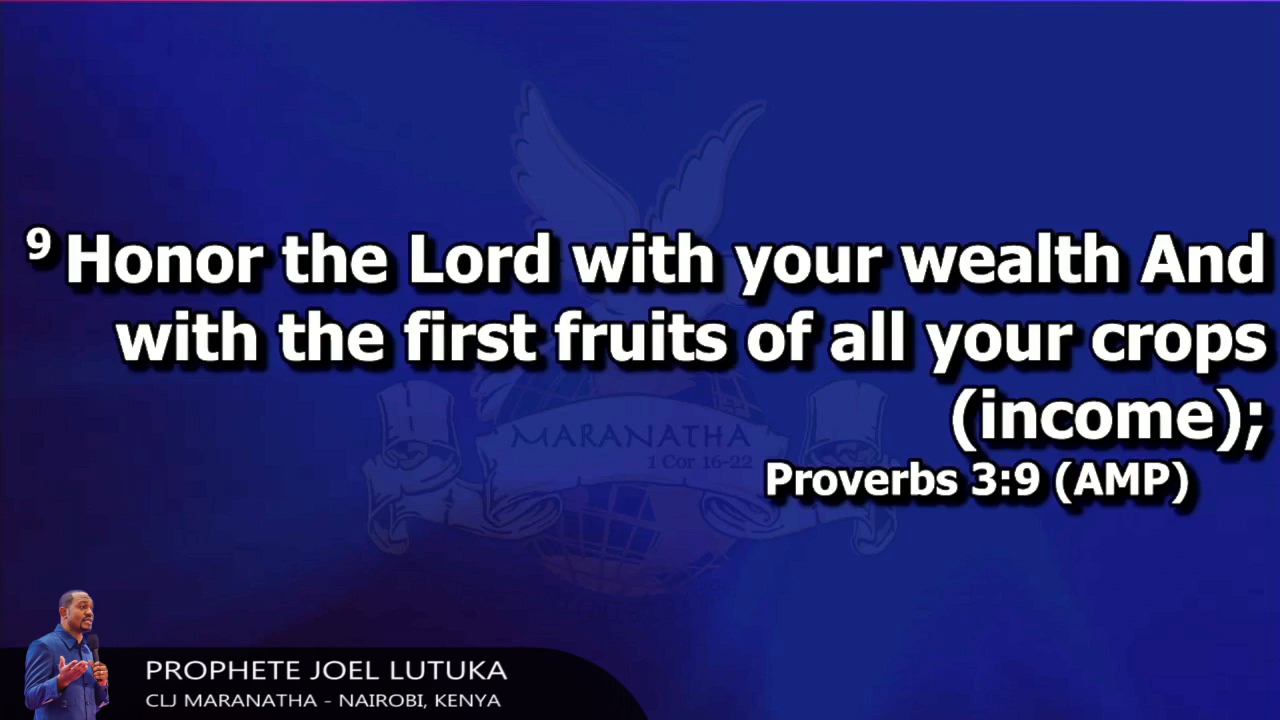 9 Honor the Lord with your wealth And
with the first fruits of all your crops
(income);
MARANATHA
1 Cor 16-22
Proverbs 3:9 (AMP)
PROPHETE JOEL LUTUKA
CLJ MARANATHA - NAIROBI, KENYA